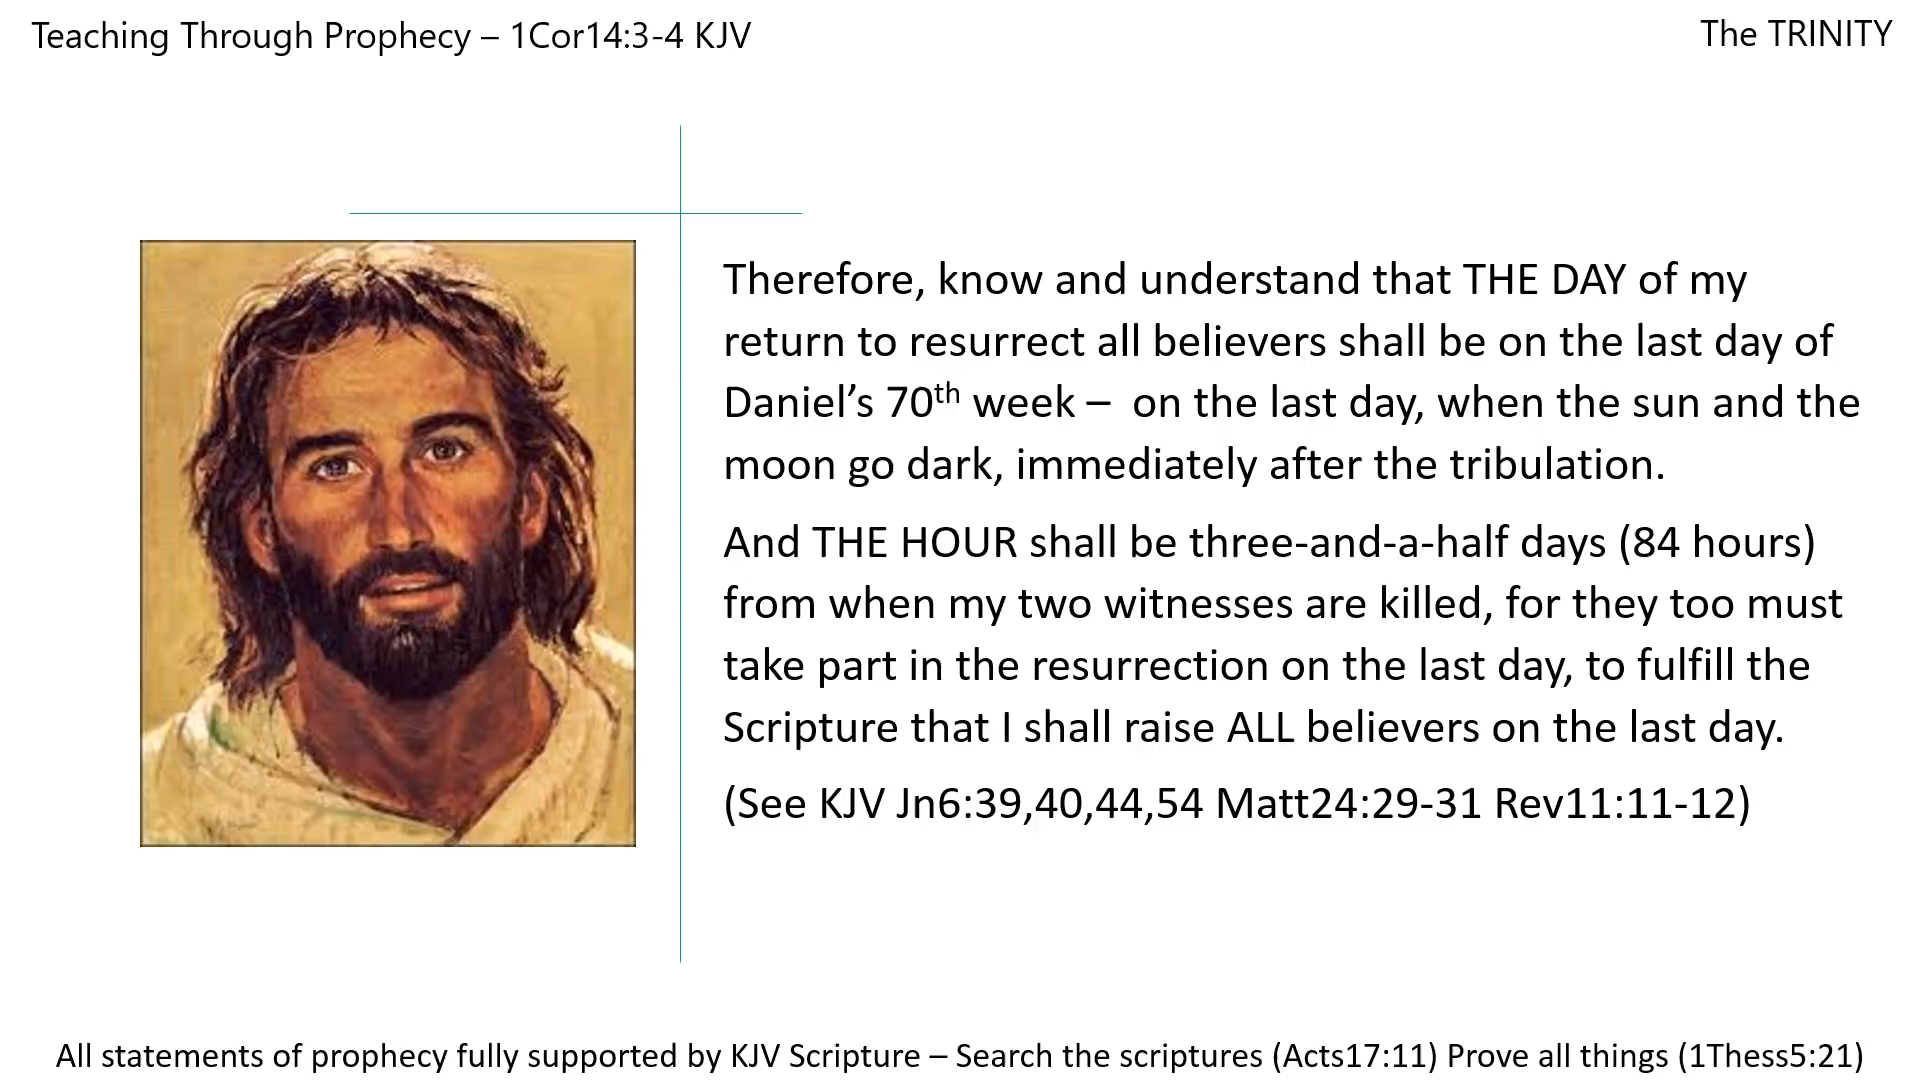 Teaching Through Prophecy – 1Cor14:3-4 KJV
The TRINITY
Therefore, know and understand that THE DAY of my
return to resurrect all believers shall be on the last day of
Daniel’s 70th week –  on the last day, when the sun and the
moon go dark, immediately after the tribulation.
And THE HOUR shall be three-and-a-half days (84 hours)
from when my two witnesses are killed, for they too must
take part in the resurrection on the last day, to fulfill the
Scripture that I shall raise ALL believers on the last day.
(See KJV Jn6:39,40,44,54 Matt24:29-31 Rev11:11-12)
All statements of prophecy fully supported by KJV Scripture – Search the scriptures (Acts17:11) Prove all things (1Thess5:21)